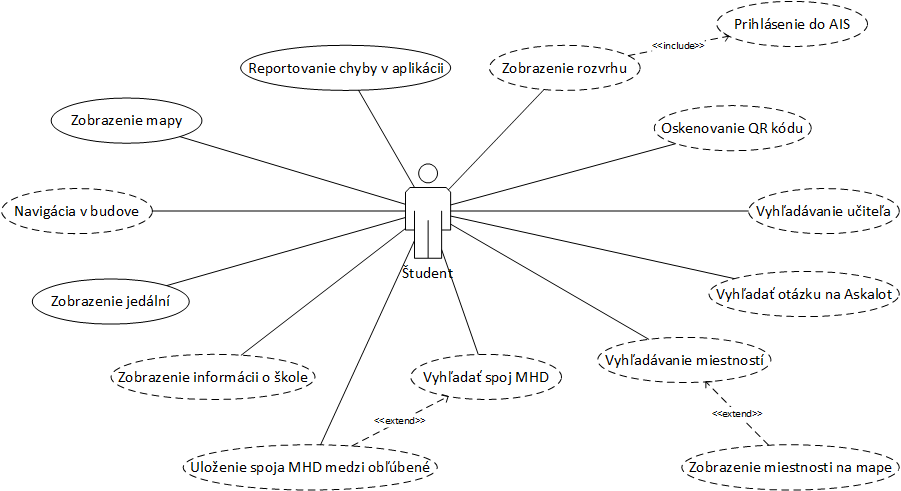 Prihlásenie do AIS
<<include>>
Reportovanie chyby v aplikácii
Zobrazenie rozvrhu
Zobrazenie mapy
Oskenovanie QR kódu
Navigácia v budove
Vyhľadávanie učiteľa
Študent
Zobrazenie jedální
Vyhľadať otázku na Askalot
Vyhľadávanie miestností
Zobrazenie informácii o škole
Vyhľadať spoj MHD
<<extend>>
<<extend>>
Uloženie spoja MHD medzi obľúbené
Zobrazenie miestnosti na mape